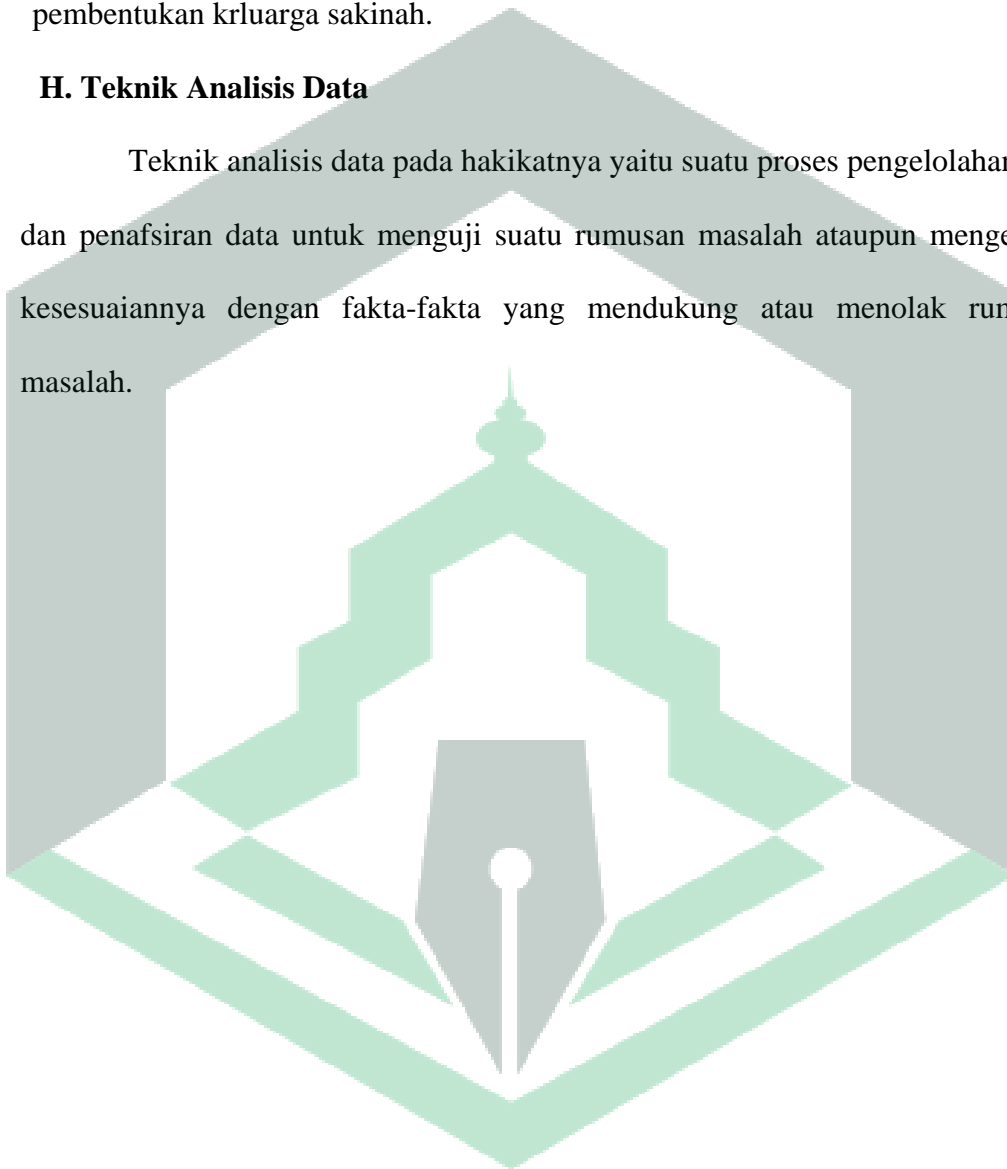 pembentukan krluarga sakinah.
H. Teknik Analisis Data
Teknik analisis data pada hakikatnya yaitu suatu proses pengelolahan
dan penafsiran data untuk menguji suatu rumusan masalah ataupun
kesesuaiannya dengan fakta-fakta yang mendukung atau menolak
masalah.